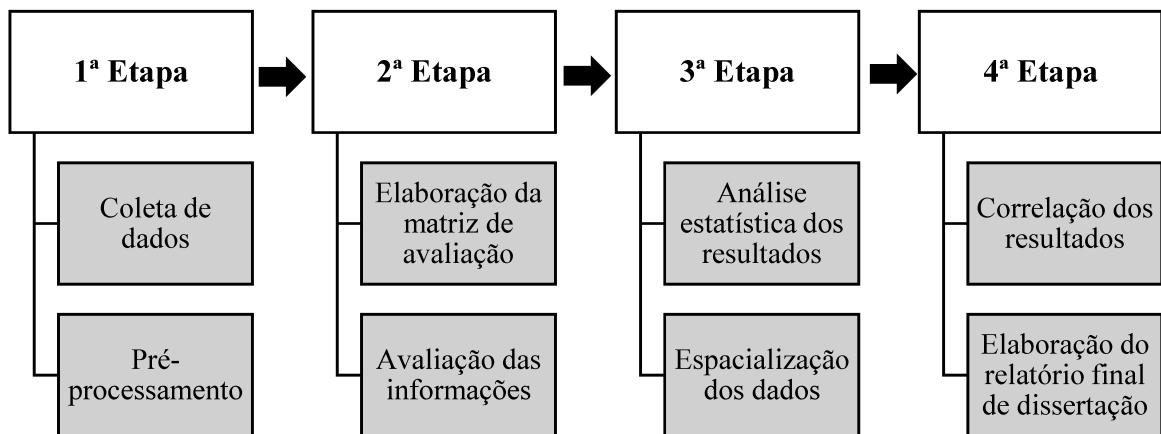 1ª Etapa
2ª Etapa
3ª Etapa
4ª Etapa
Coleta de
dados
Elaboração da
matriz de
avaliação
Análise
estatística dos
resultados
Correlação dos
resultados
Pré-
processamento
Avaliação das
informações
Espacialização
dos dados
Elaboração do
relatório final
de dissertação